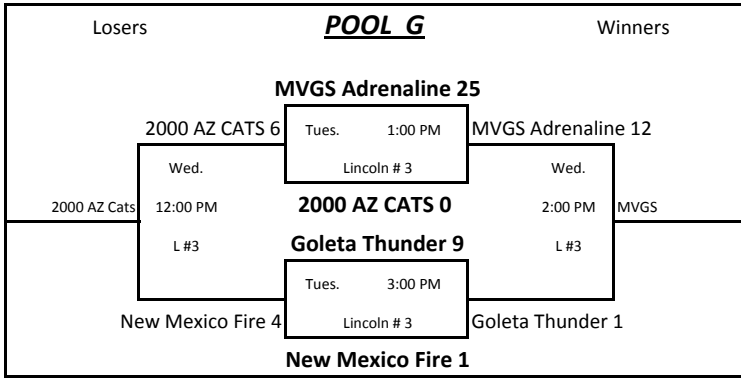 Losers POOL G Winners
MVGS Adrenaline 25
2000 AZ CATS 6 Tues. 1:00 PM MVGS Adrenaline 12
Wed. Lincoln # 3 Wed.
2000 AZ Cats 12:00 PM 2000 AZ CATS 0 2:00 PM MVGS
L #3 Goleta Thunder 9 L #3
Tues. 3:00 PM
New Mexico Fire 4 Lincoln # 3 Goleta Thunder 1
New Mexico Fire 1